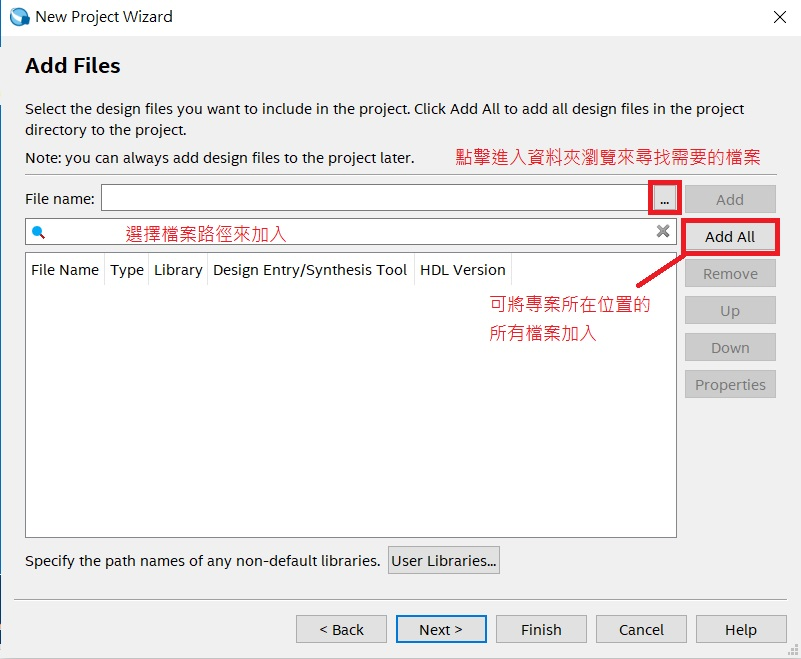 New Project Wizard
Add Files
Select the design files you want to include in the project. Click Add All to add all design files in the project
directory to the project.
Note: you can always add design files to the project later.
點擊進入資料夾瀏覽來尋找需要的檔案
File name:
...
Add
選擇檔案路徑來加入
Add All
File Name Type Library Design Entry/Synthesis Tool HDL Version
Remove
可將專案所在位置的
所有檔案加入
Up
Down
Properties
Specify the path names of any non-default libraries.
User Libraries...
< Back
Next >
Finish
Cancel
Help